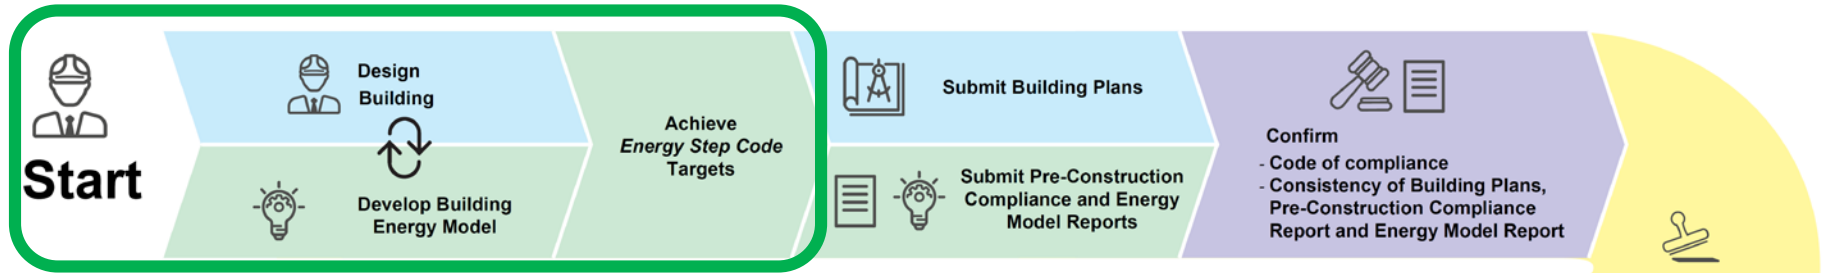 Start
Design
Building
Develop Building
Energy Model
Achieve
Energy Step Code
Targets
Submit Building Plans
Submit Pre-Construction
Compliance and Energy
Model Reports
Confirm
- Code of compliance
- Consistency of Building Plans,
Pre-Construction Compliance
Report and Energy Model Report